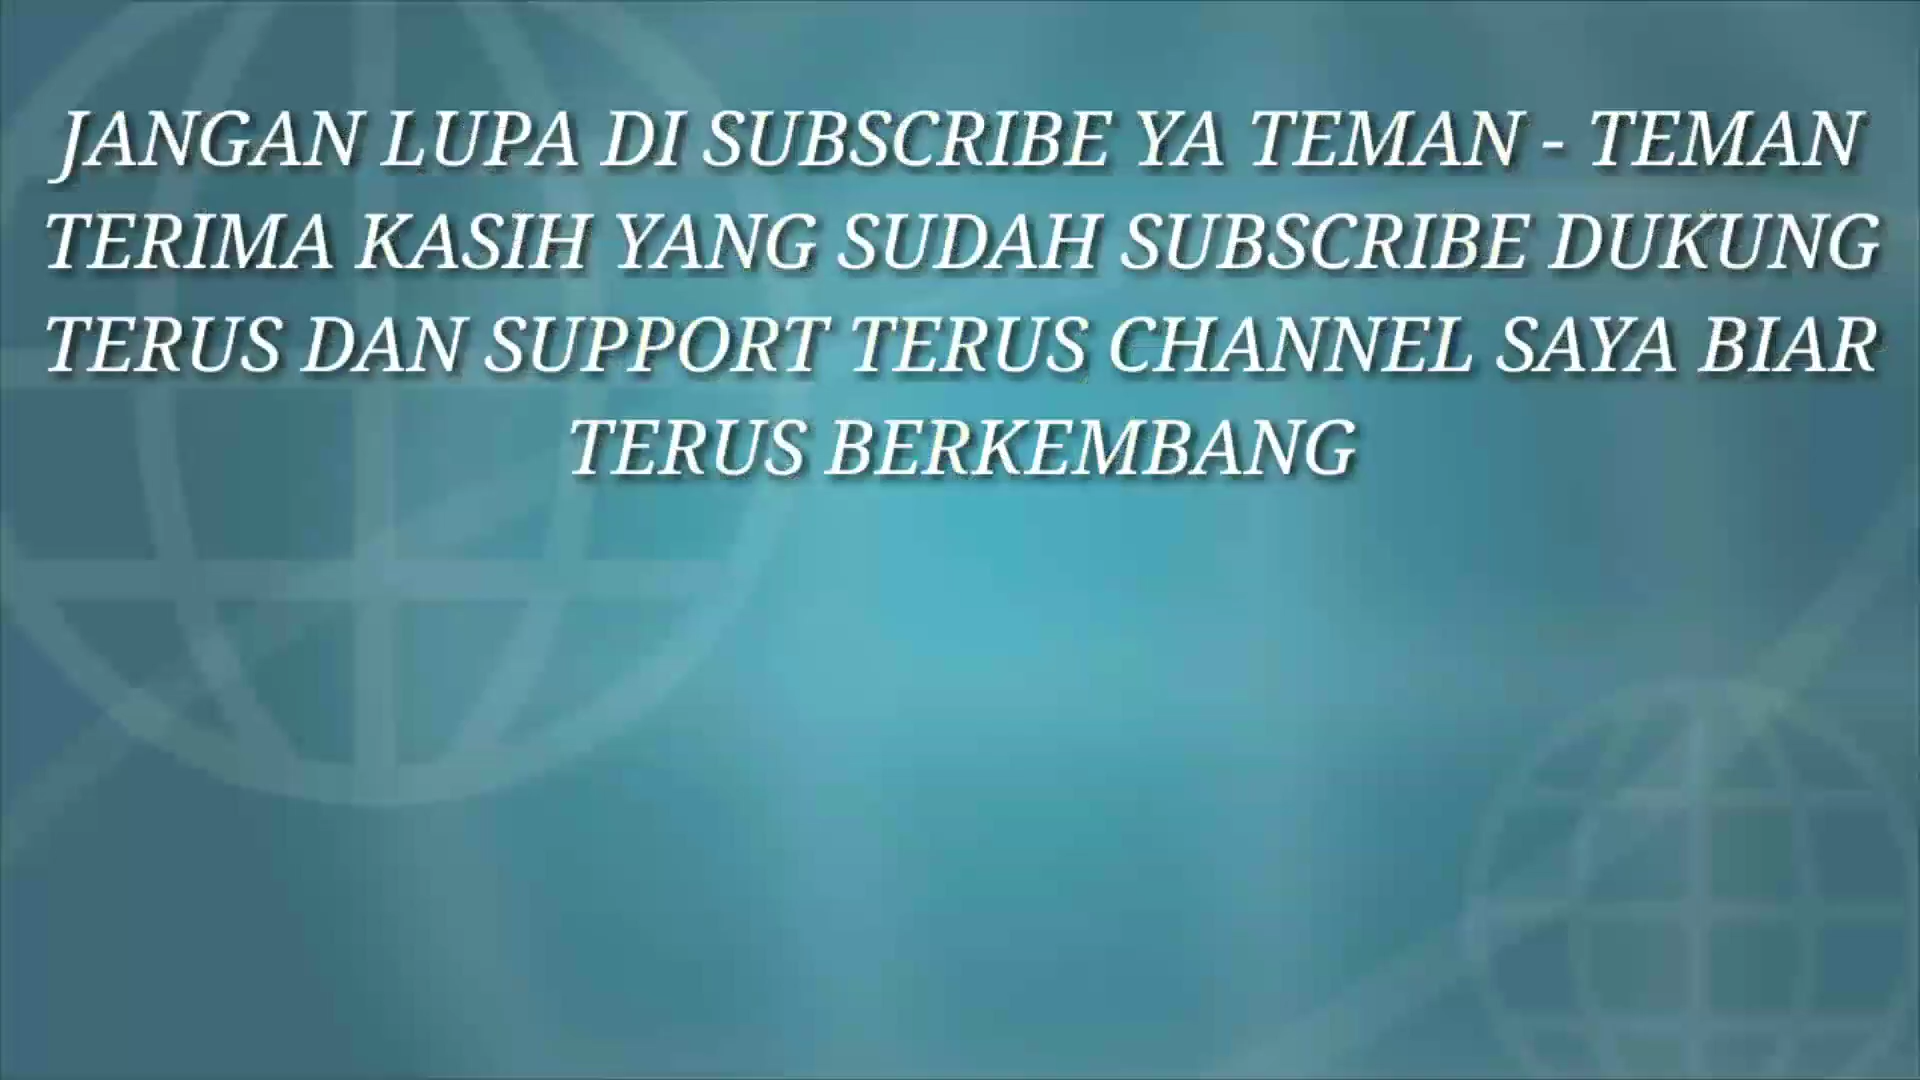 JANGAN LUPA DI SUBSCRIBE YA TEMAN - TEMAN
TERIMA KASIH YANG SUDAH SUBSCRIBE DUKUNG
TERUS DAN SUPPORT TERUS CHANNEL SAYA BIAR
TERUS BERKEMBANG